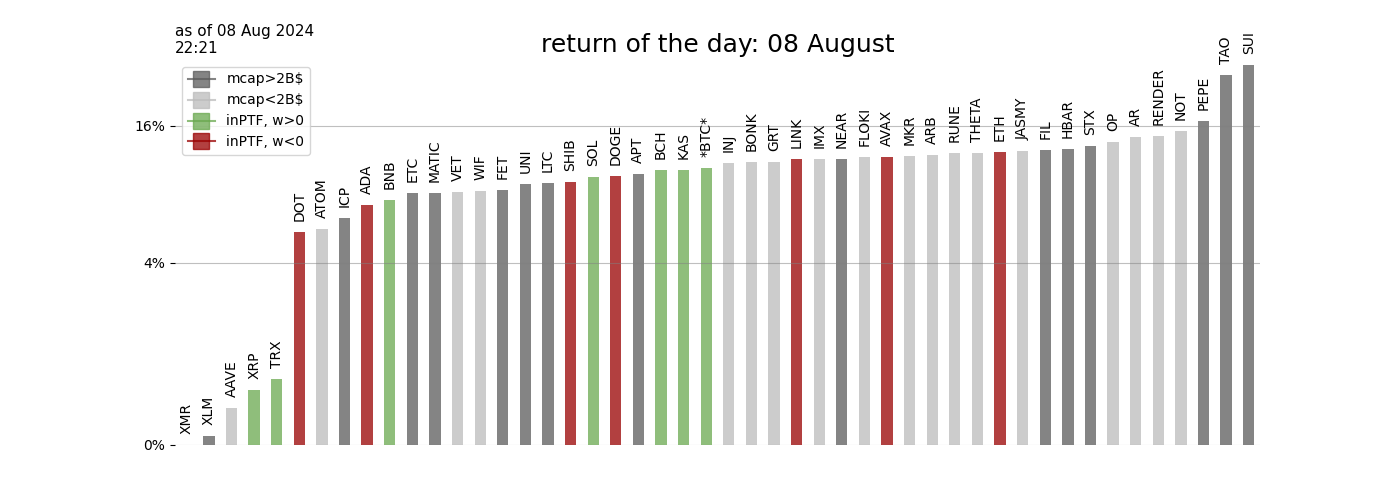 as of 08 Aug 2024
22:21
return of the day: 08 August
mcap>2B$
mcap<2B$
inPTF, w>0
inPTF, w<0
16%
4%
0%
XMR
XLM
AAVE
XRP
TRX
DOT
ATOM
ICP
ADA
BNB
ETC
MATIC
VET
WIF
FET
UNI
LTC
SHIB
SOL
DOGE
APT
BCH
KAS
*BTC*
INJ
BONK
GRT
LINK
IMX
NEAR
FLOKI
AVAX
MKR
ARB
RUNE
THETA
ETH
JASMY
FIL
HBAR
STX
OP
AR
RENDER
NOT
PEPE
TAO
SUI